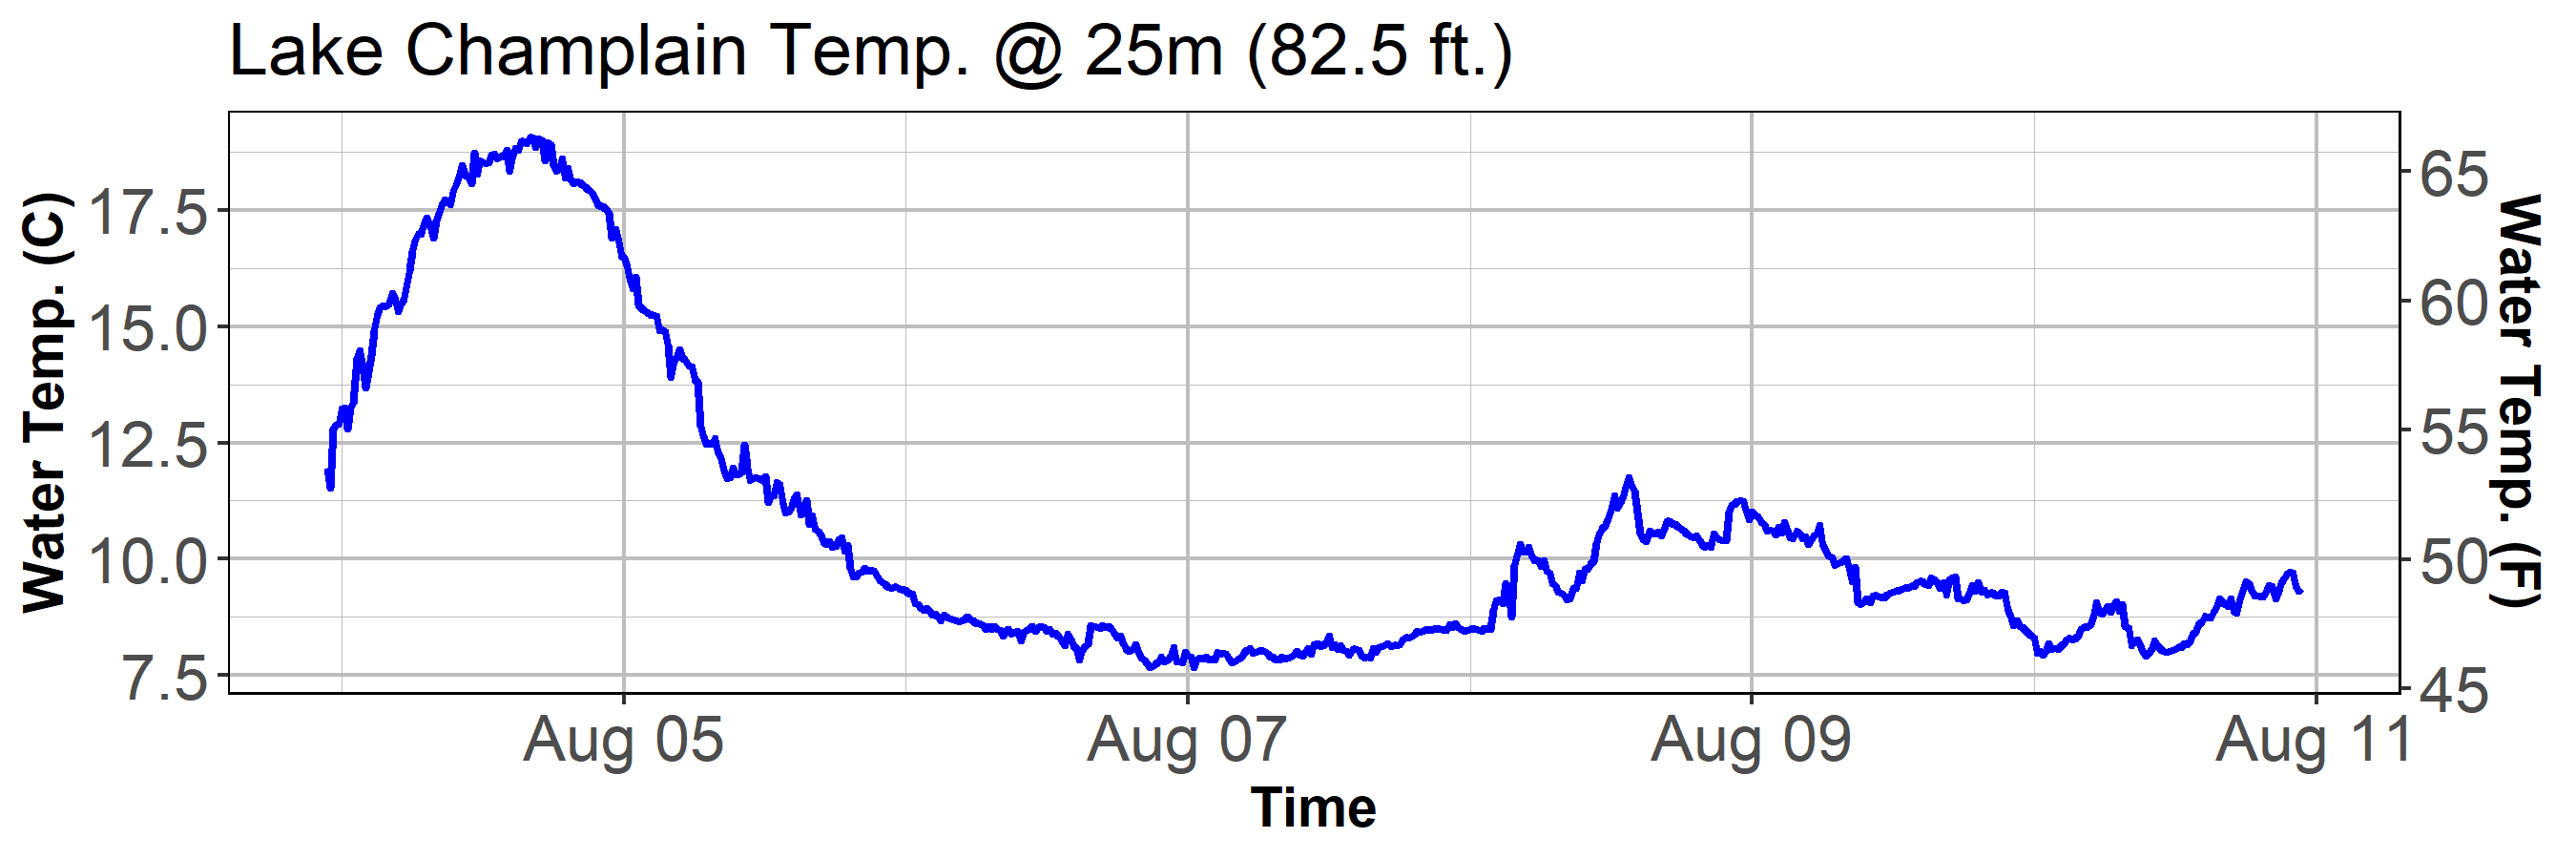 Lake Champlain Temp. @ 25m (82.5 ft.)
Water Temp. (C)
17.5
15.0
12.5
10.0
7.5
65
60
55
50
45
Water Temp. (F)
Aug 05 Aug 07 Aug 09 Aug 11
Time